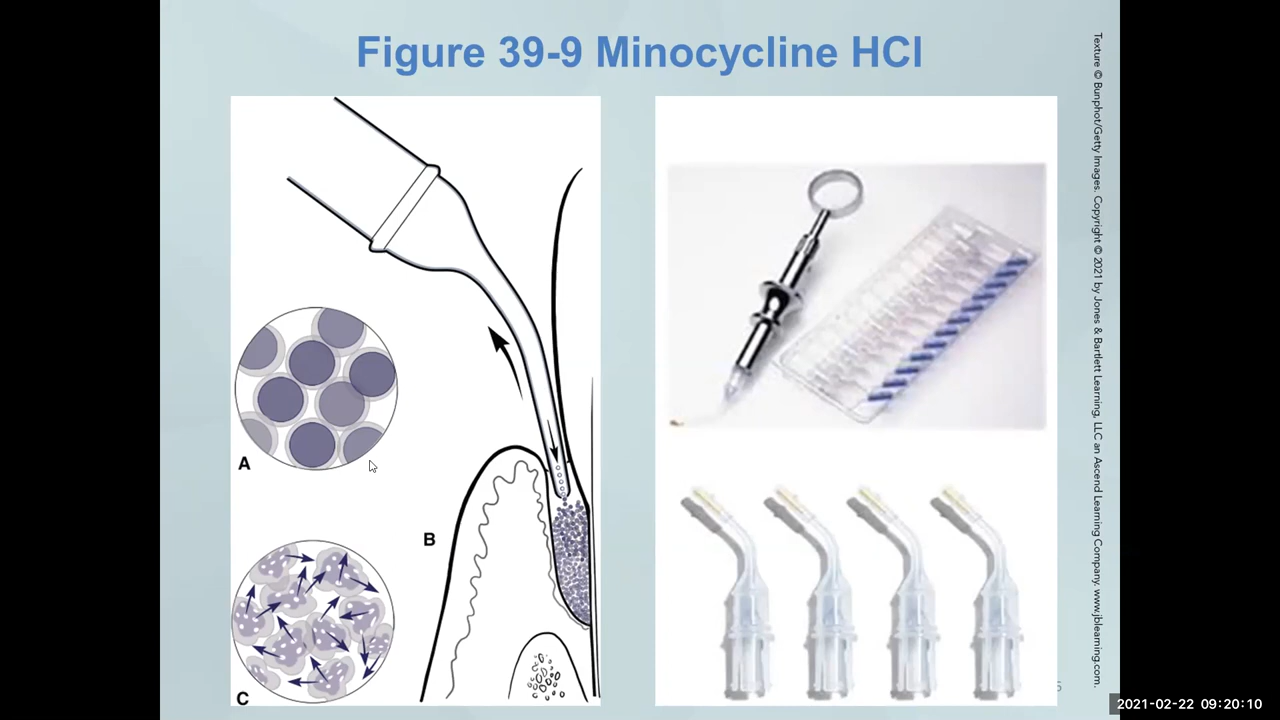 Figure 39-9 Minocycline HCl
A
B
C
Texture © Bunphot/Getty Images. Copyright © 2021 by Jones & Bartlett Learning, LLC an Ascend Learning Company. www.jblearning.com.
2021-02-22 09:20:10